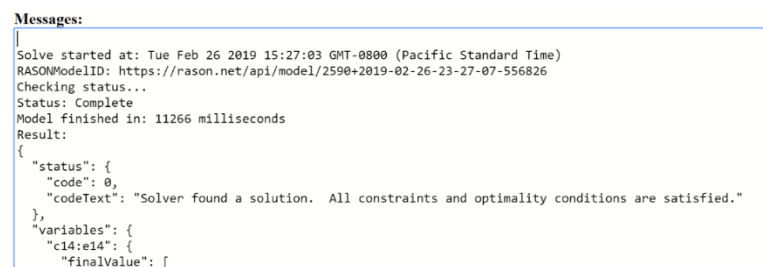 Messages:
Solve started at: Tue Feb 26 2019 15:27:03 GMT-0800 (Pacific Standard Time)
RASONModelID: https://rason.net/api/model/2590+2019-02-26-23-27-07-556826
Checking status...
Status: Complete
Model finished in: 11266 milliseconds
Result:
{
  "status": {
    "code": 0,
    "codeText": "Solver found a solution.  All constraints and optimality conditions are satisfied."
  },
  "variables": {
    "c14:e14": {
      "finalValue": [